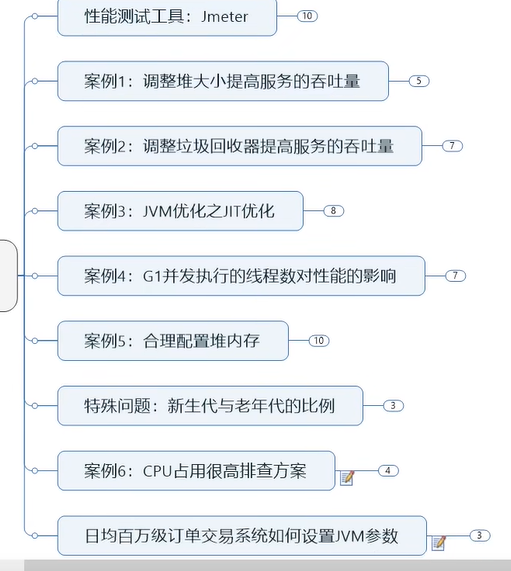 性能测试工具：Jmeter 10
案例1：调整堆大小提高服务的吞吐量 5
案例2：调整垃圾回收器提高服务的吞吐量 7
案例3：JVM优化之JIT优化 8
案例4：G1并发执行的线程数对性能的影响 7
案例5：合理配置堆内存 10
特殊问题：新生代与老年代的比例 3
案例6：CPU占用很高排查方案 4
日均百万级订单交易系统如何设置JVM参数 3